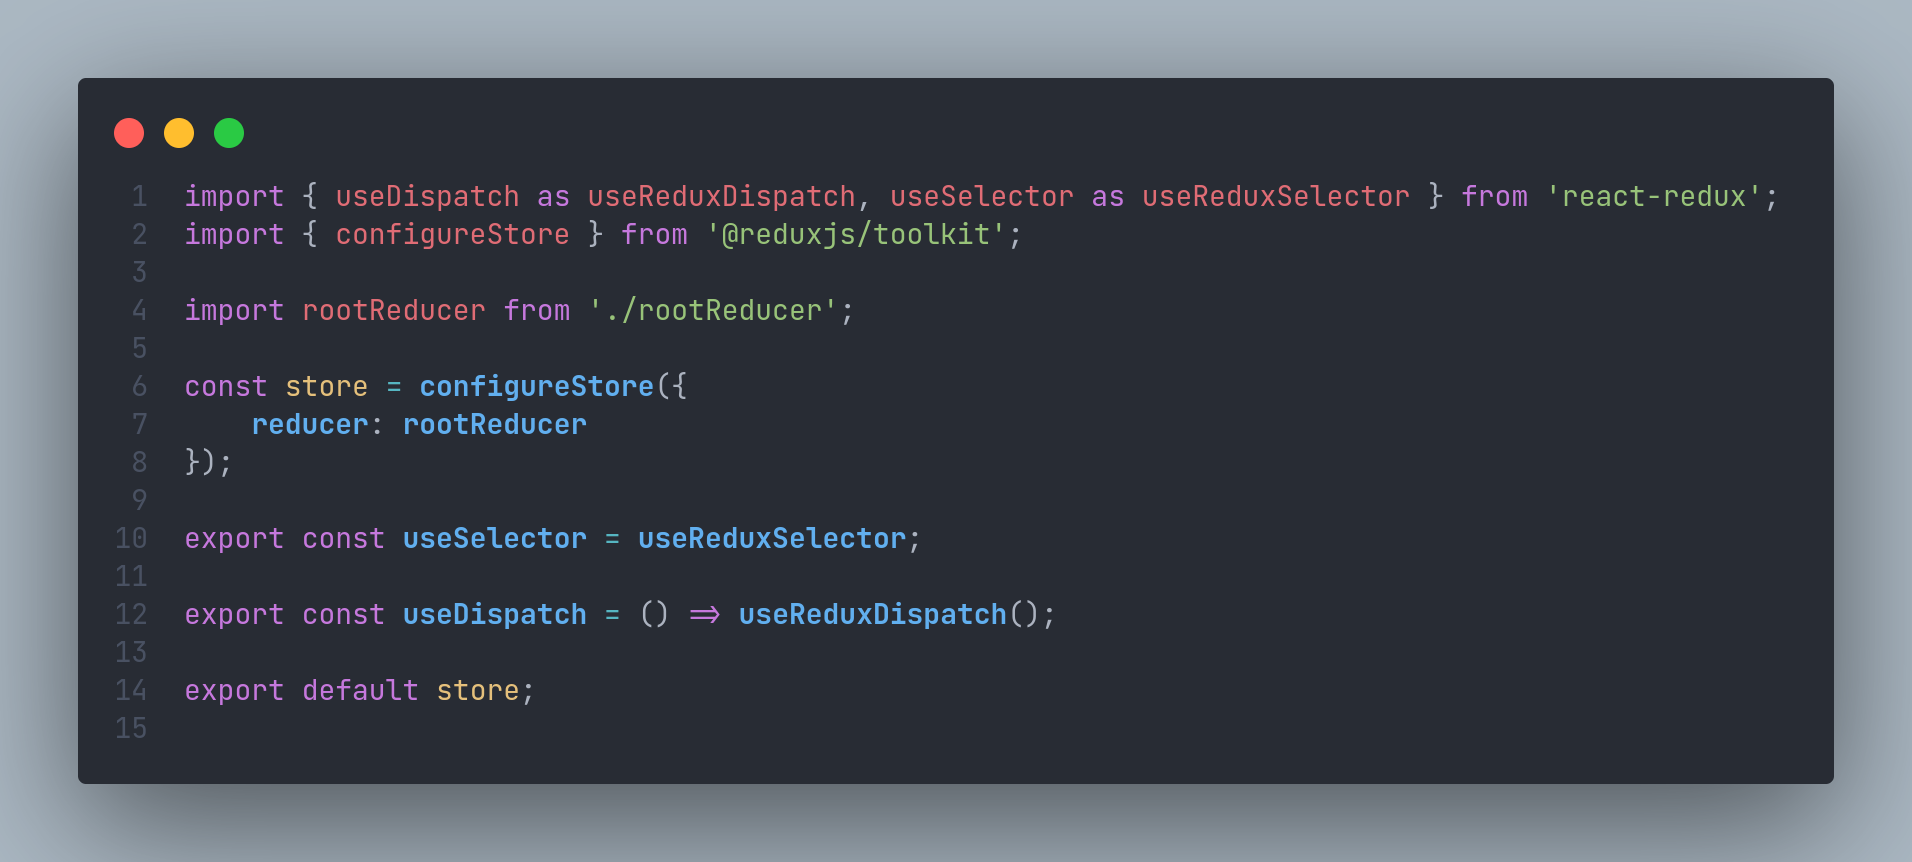 1 import { useDispatch as useReduxDispatch, useSelector as useReduxSelector } from 'react-redux';
2 import { configureStore } from '@reduxjs/toolkit';
3
4 import rootReducer from './rootReducer';
5
6 const store = configureStore({
7     reducer: rootReducer
8 });
9
10 export const useSelector = useReduxSelector;
11
12 export const useDispatch = () => useReduxDispatch();
13
14 export default store;
15